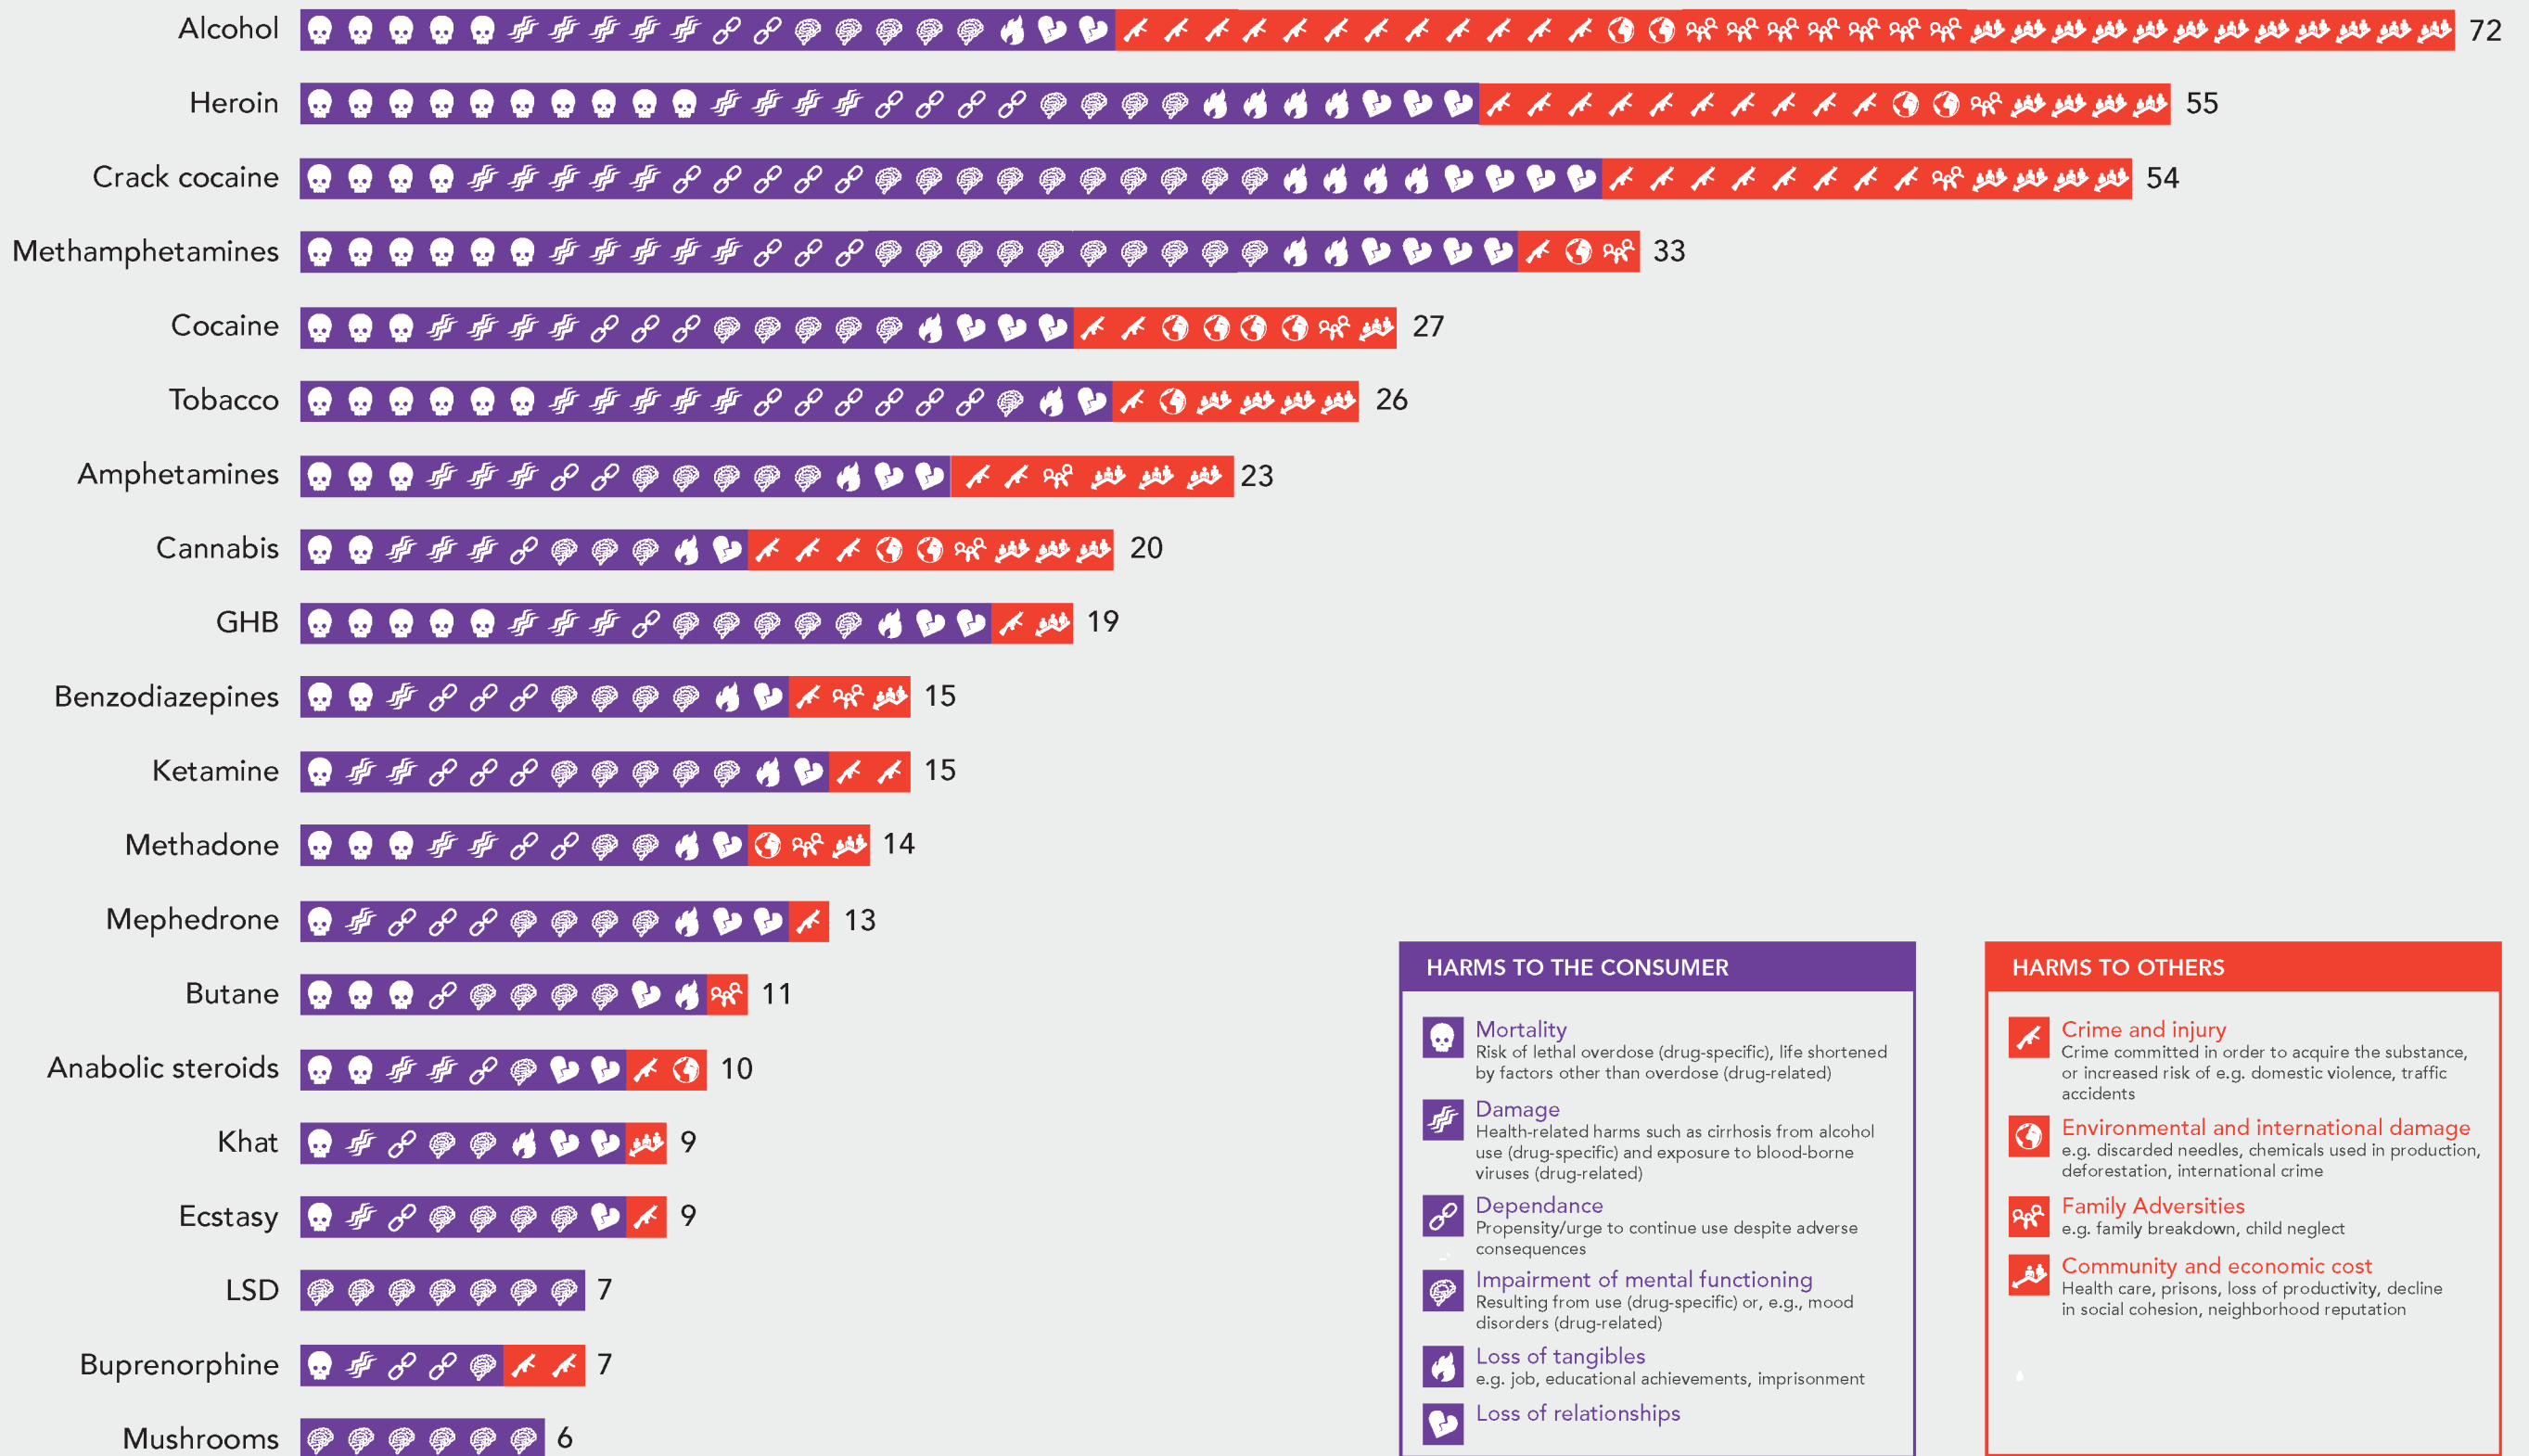 Alcohol 72
Heroin 55
Crack cocaine 54
Methamphetamines 33
Cocaine 27
Tobacco 26
Amphetamines 23
Cannabis 20
GHB 19
Benzodiazepines 15
Ketamine 15
Methadone 14
Mephedrone 13
Butane 11
Anabolic steroids 10
Khat 9
Ecstasy 9
LSD 7
Buprenorphine 7
Mushrooms 6
HARMS TO THE CONSUMER
Mortality
Risk of lethal overdose (drug-specific), life shortened
by factors other than overdose (drug-related)
Damage
Health-related harms such as cirrhosis from alcohol
use (drug-specific) and exposure to blood-borne
viruses (drug-related)
Dependance
Propensity/urge to continue use despite adverse
consequences
Impairment of mental functioning
Resulting from use (drug-specific) or, e.g., mood
disorders (drug-related)
Loss of tangibles
e.g. job, educational achievements, imprisonment
Loss of relationships
HARMS TO OTHERS
Crime and injury
Crime committed in order to acquire the substance,
or increased risk of e.g. domestic violence, traffic
accidents
Environmental and international damage
e.g. discarded needles, chemicals used in production,
deforestation, international crime
Family Adversities
e.g. family breakdown, child neglect
Community and economic cost
Health care, prisons, loss of productivity, decline
in social cohesion, neighborhood reputation